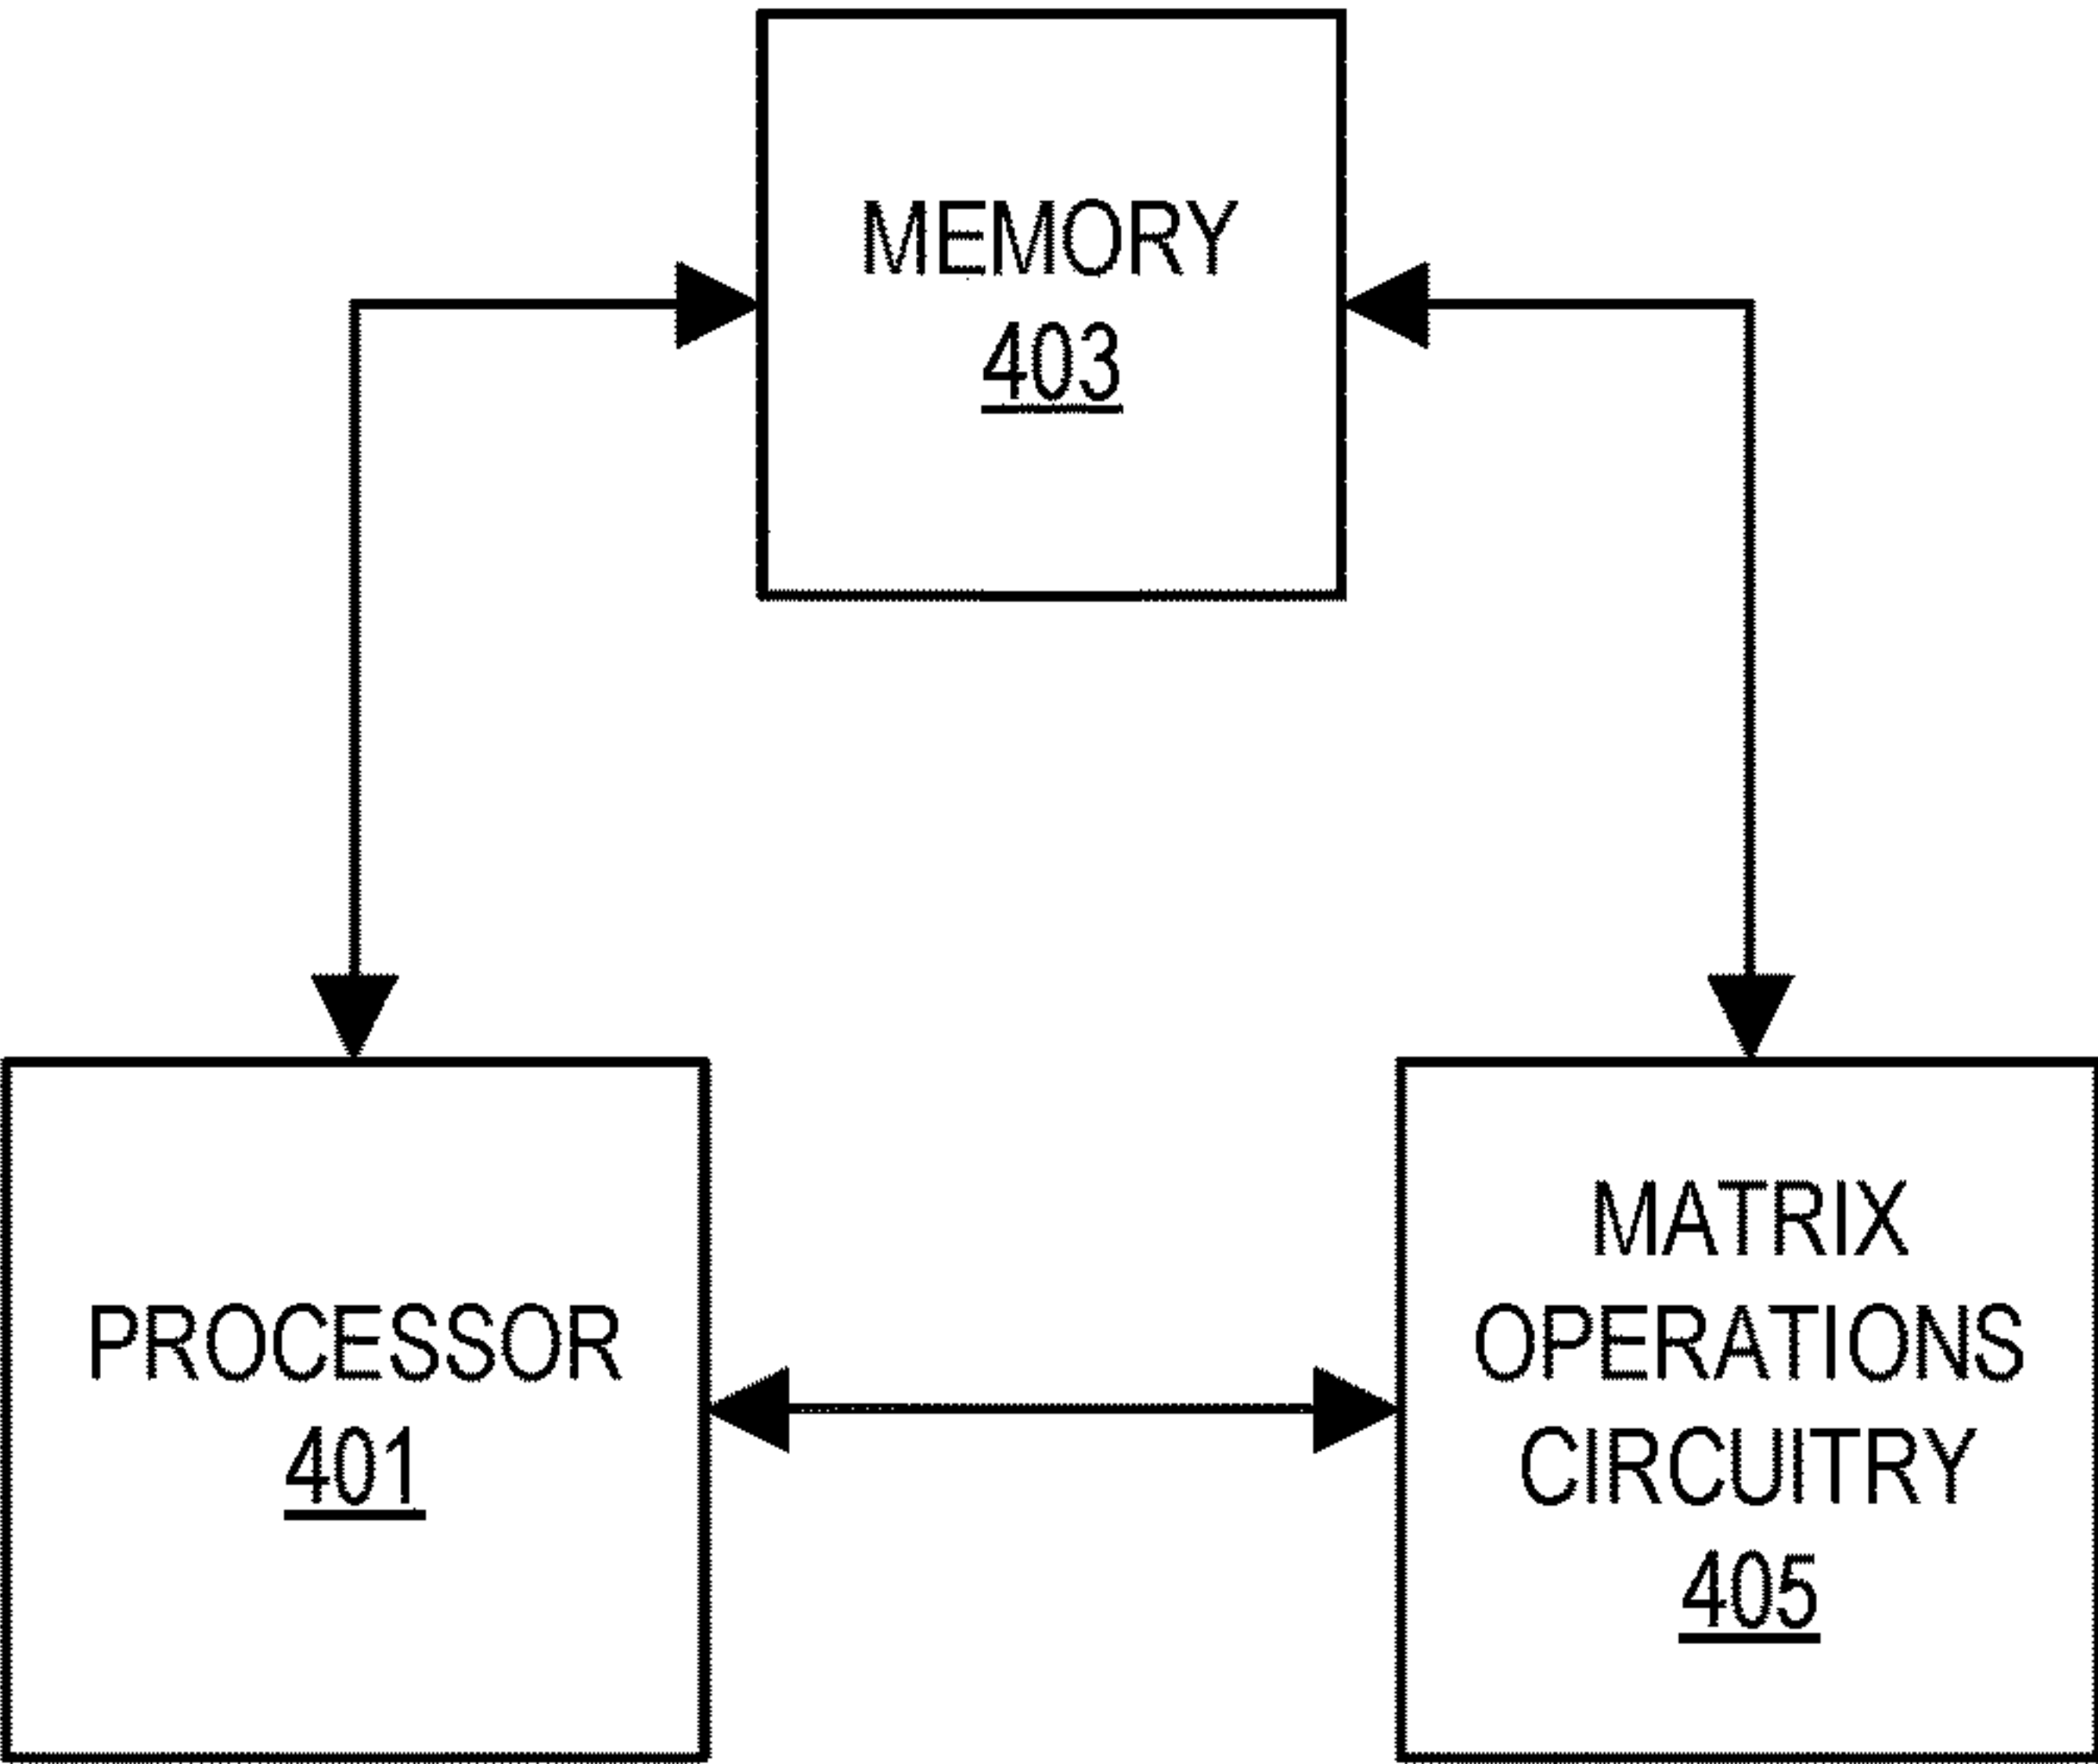 MEMORY
403
PROCESSOR
401
MATRIX
OPERATIONS
CIRCUITRY
405